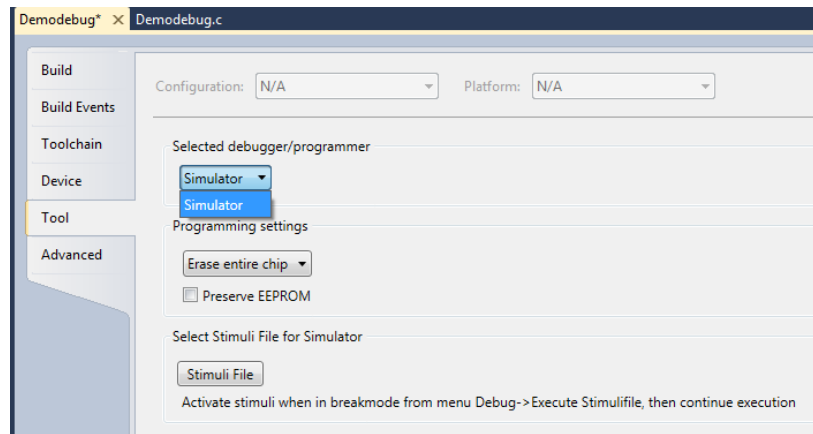 Demodebug* Demodebug.c
Build
Build Events
Toolchain
Device
Tool
Advanced
Configuration: N/A Platform: N/A
Selected debugger/programmer
Simulator
Simulator
Programming settings
Erase entire chip
Preserve EEPROM
Select Stimuli File for Simulator
Stimuli File
Activate stimuli when in breakmode from menu Debug->Execute Stimulifile, then continue execution